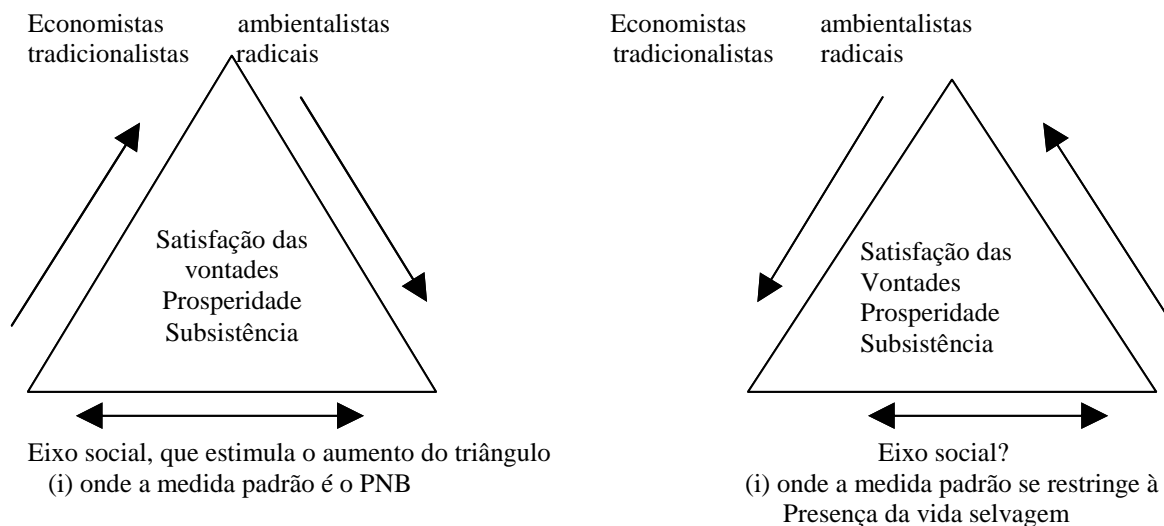 Economistas ambientalistas
tradicionalistas radicais
Satisfação das
vontades
Prosperidade
Subsistência
Eixo social, que estimula o aumento do triângulo
(i) onde a medida padrão é o PNB
Economistas ambientalistas
tradicionalistas radicais
Satisfação das
Vontades
Prosperidade
Subsistência
Eixo social?
(i) onde a medida padrão se restringe à
Presença da vida selvagem